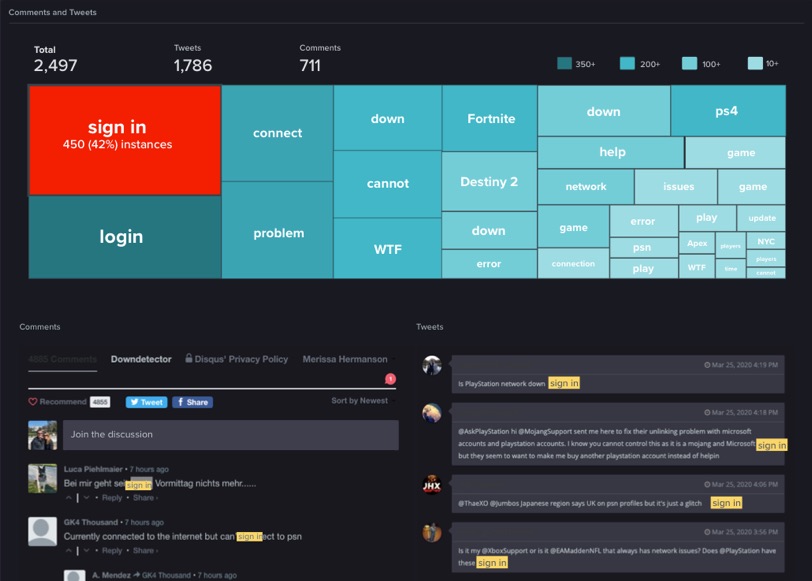 Comments and Tweets
Total
2,497
Tweets
1,786
Comments
711
350+
200+
100+
10+
sign in
450 (42%) instances
login
connect
problem
down
cannot
WTF
Fortnite
Destiny 2
down
error
down
ps4
help
game
network
issues
game
game
connection
error
psn
play
play
update
Apex
players
NYC
WTF
time
players
cannot
Comments
4885 Comments
Downdetector
Disqus' Privacy Policy
Merissa Hermanson
1
Recommend 4855
Tweet
Share
Sort by Newest
Join the discussion
Luca Piehlmaier • 7 hours ago
Bei mir geht sei sign in Vormittag nichts mehr......
Reply • Share ›
GK4 Thousand • 7 hours ago
Currently connected to the internet but can sign in ect to psn
Reply • Share ›
A. Mendez GK4 Thousand • 7 hours ago
Tweets
Mar 25, 2020 4:19 PM
Is PlayStation network down sign in
Mar 25, 2020 4:18 PM
@AskPlayStation hi @MojangSupport sent me here to fix their unlinking problem with microsoft
accounts and playstation accounts. I know you cannot control this as it is a mojang and Microsoft sign in
but they seem to want to make me buy another playstation account instead of helpin
JHX
Mar 25, 2020 4:06 PM
@ThaeXO @Jumbos Japanese region says UK on psn profiles but it's just a glitch sign in
Mar 25, 2020 3:56 PM
Is it my @XboxSupport or is it @EAMaddenNFL that always has network issues? Does @PlayStation have
these sign in